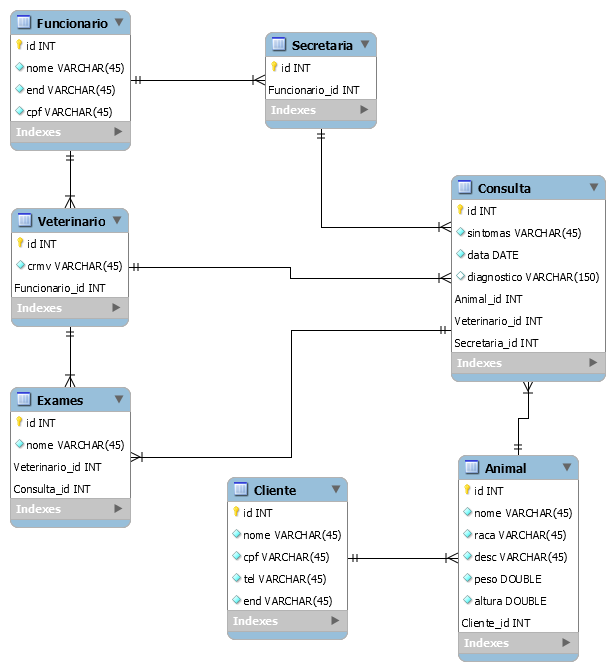 Funcionario
id INT
nome VARCHAR(45)
end VARCHAR(45)
cpf VARCHAR(45)
Indexes
Secretaria
id INT
Funcionario_id INT
Indexes
Veterinario
id INT
crmv VARCHAR(45)
Funcionario_id INT
Indexes
Consulta
id INT
sintomas VARCHAR(45)
data DATE
diagnostico VARCHAR(150)
Animal_id INT
Veterinario_id INT
Secretaria_id INT
Indexes
Exames
id INT
nome VARCHAR(45)
Veterinario_id INT
Consulta_id INT
Indexes
Cliente
id INT
nome VARCHAR(45)
cpf VARCHAR(45)
tel VARCHAR(45)
end VARCHAR(45)
Indexes
Animal
id INT
nome VARCHAR(45)
raca VARCHAR(45)
desc VARCHAR(45)
peso DOUBLE
altura DOUBLE
Cliente_id INT
Indexes